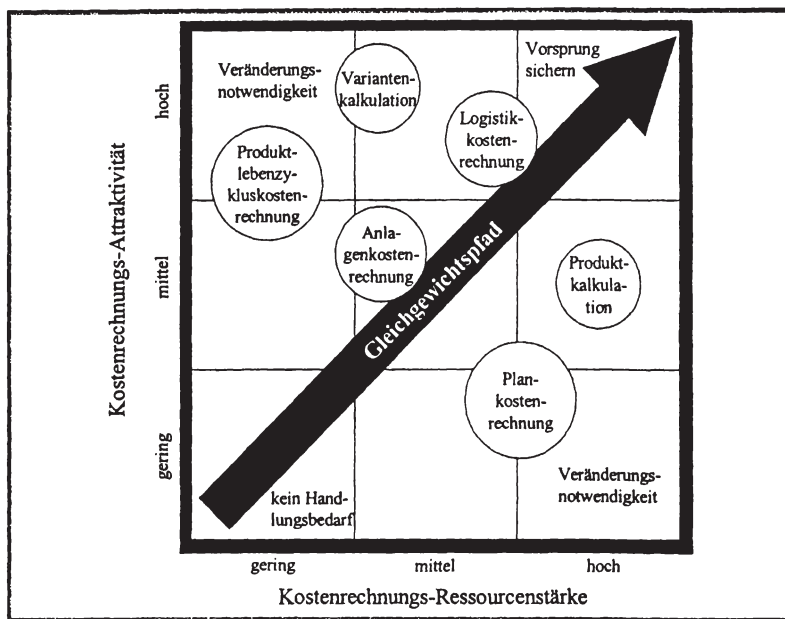 Kostenrechnungs-Attraktivität
hoch
mittel
gering
Veränderungs-
notwendigkeit
Varianten-
kalkulation
Vorsprung
sichern
Logistik-
kosten-
rechnung
Produkt-
lebenzy-
kluskosten-
rechnung
Anla-
genkosten-
rechnung
Gleichgewichtspfad
Produkt-
kalkula-
tion
Plan-
kosten-
rechnung
kein Hand-
lungsbedarf
Veränderungs-
notwendigkeit
gering
mittel
hoch
Kostenrechnungs-Ressourcenstärke